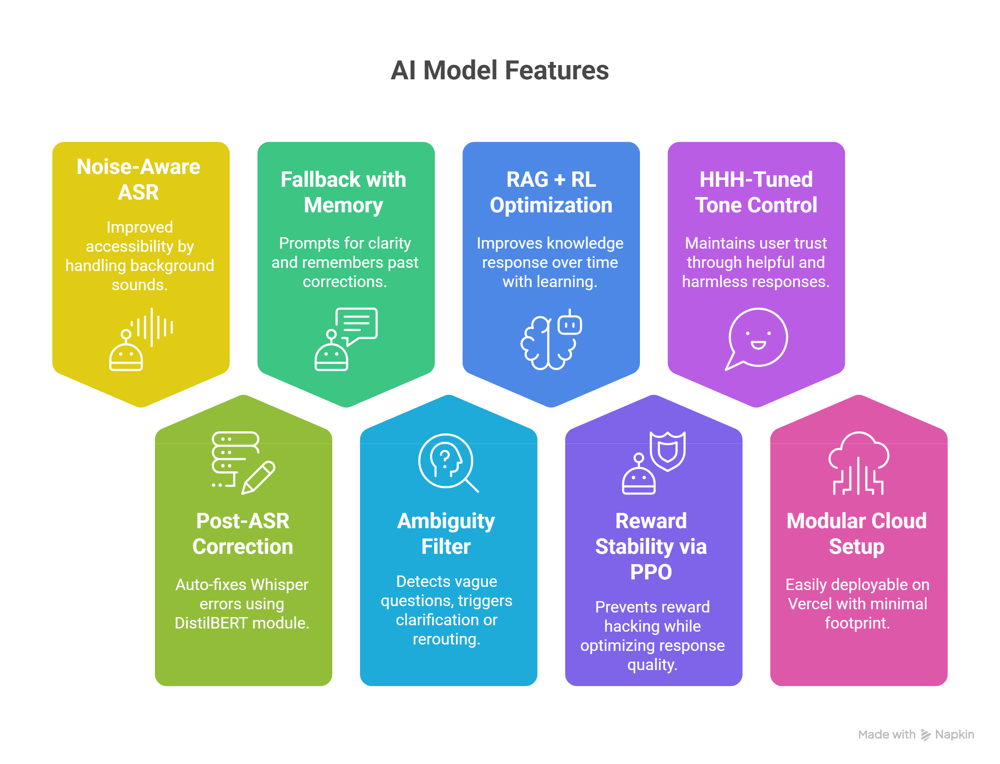 AI Model Features
Noise-Aware
ASR
Improved
accessibility by
handling background
sounds.
Fallback with
Memory
Prompts for clarity
and remembers past
corrections.
RAG + RL
Optimization
Improves knowledge
response over time
with learning.
HHH-Tuned
Tone Control
Maintains user trust
through helpful and
harmless responses.
Post-ASR
Correction
Auto-fixes Whisper
errors using
DistilBERT module.
Ambiguity
Filter
Detects vague
questions, triggers
clarification or
rerouting.
Reward
Stability via
PPO
Prevents reward
hacking while
optimizing response
quality.
Modular Cloud
Setup
Easily deployable on
Vercel with minimal
footprint.
Made with Napkin